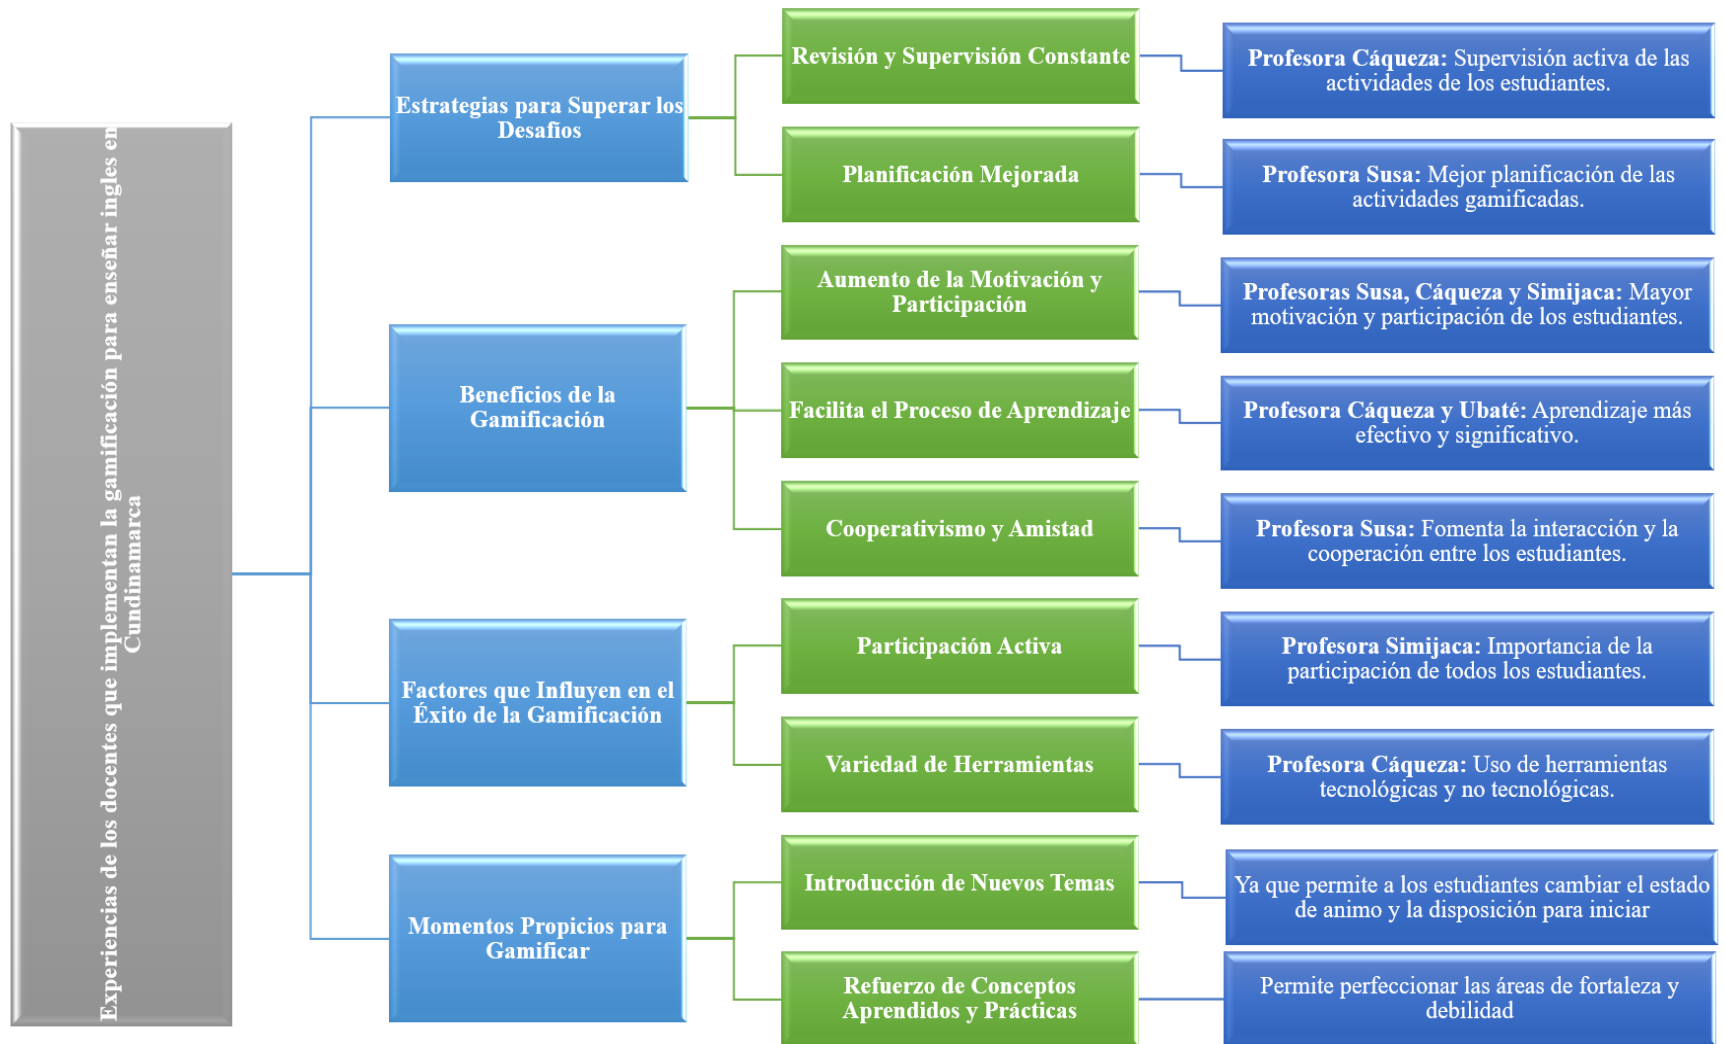 Experiencias de los docentes que implementan la gamificación para enseñar ingles en
Cundinamarca
Estrategias para Superar los
Desafíos
Revisión y Supervisión Constante
Profesora Cáqueza: Supervisión activa de las
actividades de los estudiantes.
Planificación Mejorada
Profesora Susa: Mejor planificación de las
actividades gamificadas.
Beneficios de la
Gamificación
Aumento de la Motivación y
Participación
Profesoras Susa, Cáqueza y Simijaca: Mayor
motivación y participación de los estudiantes.
Facilita el Proceso de Aprendizaje
Profesora Cáqueza y Ubaté: Aprendizaje más
efectivo y significativo.
Cooperativismo y Amistad
Profesora Susa: Fomenta la interacción y la
cooperación entre los estudiantes.
Factores que Influyen en el
Éxito de la Gamificación
Participación Activa
Profesora Simijaca: Importancia de la
participación de todos los estudiantes.
Variedad de Herramientas
Profesora Cáqueza: Uso de herramientas
tecnológicas y no tecnológicas.
Momentos Propicios para
Gamificar
Introducción de Nuevos Temas
Ya que permite a los estudiantes cambiar el estado
de animo y la disposición para iniciar
Refuerzo de Conceptos
Aprendidos y Prácticas
Permite perfeccionar las áreas de fortaleza y
debilidad